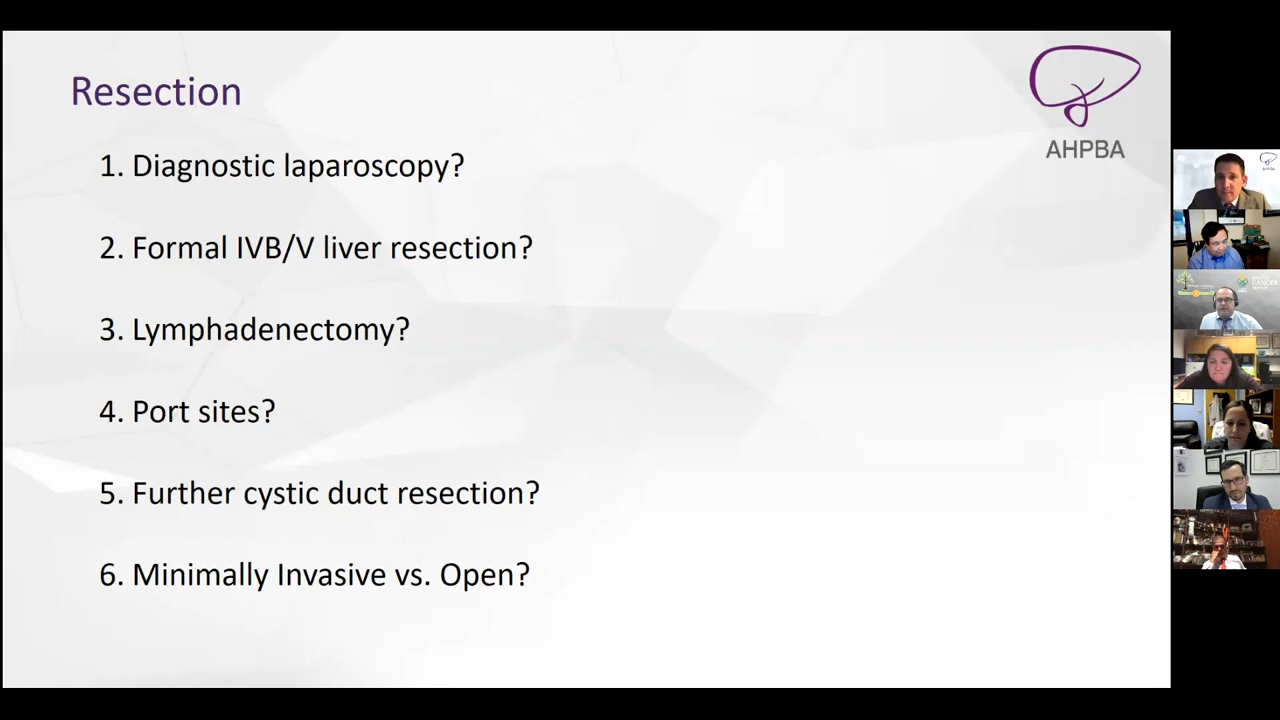 Resection
AHPBA
1. Diagnostic laparoscopy?
2. Formal IVB/V liver resection?
3. Lymphadenectomy?
4. Port sites?
5. Further cystic duct resection?
6. Minimally Invasive vs. Open?
CANCER